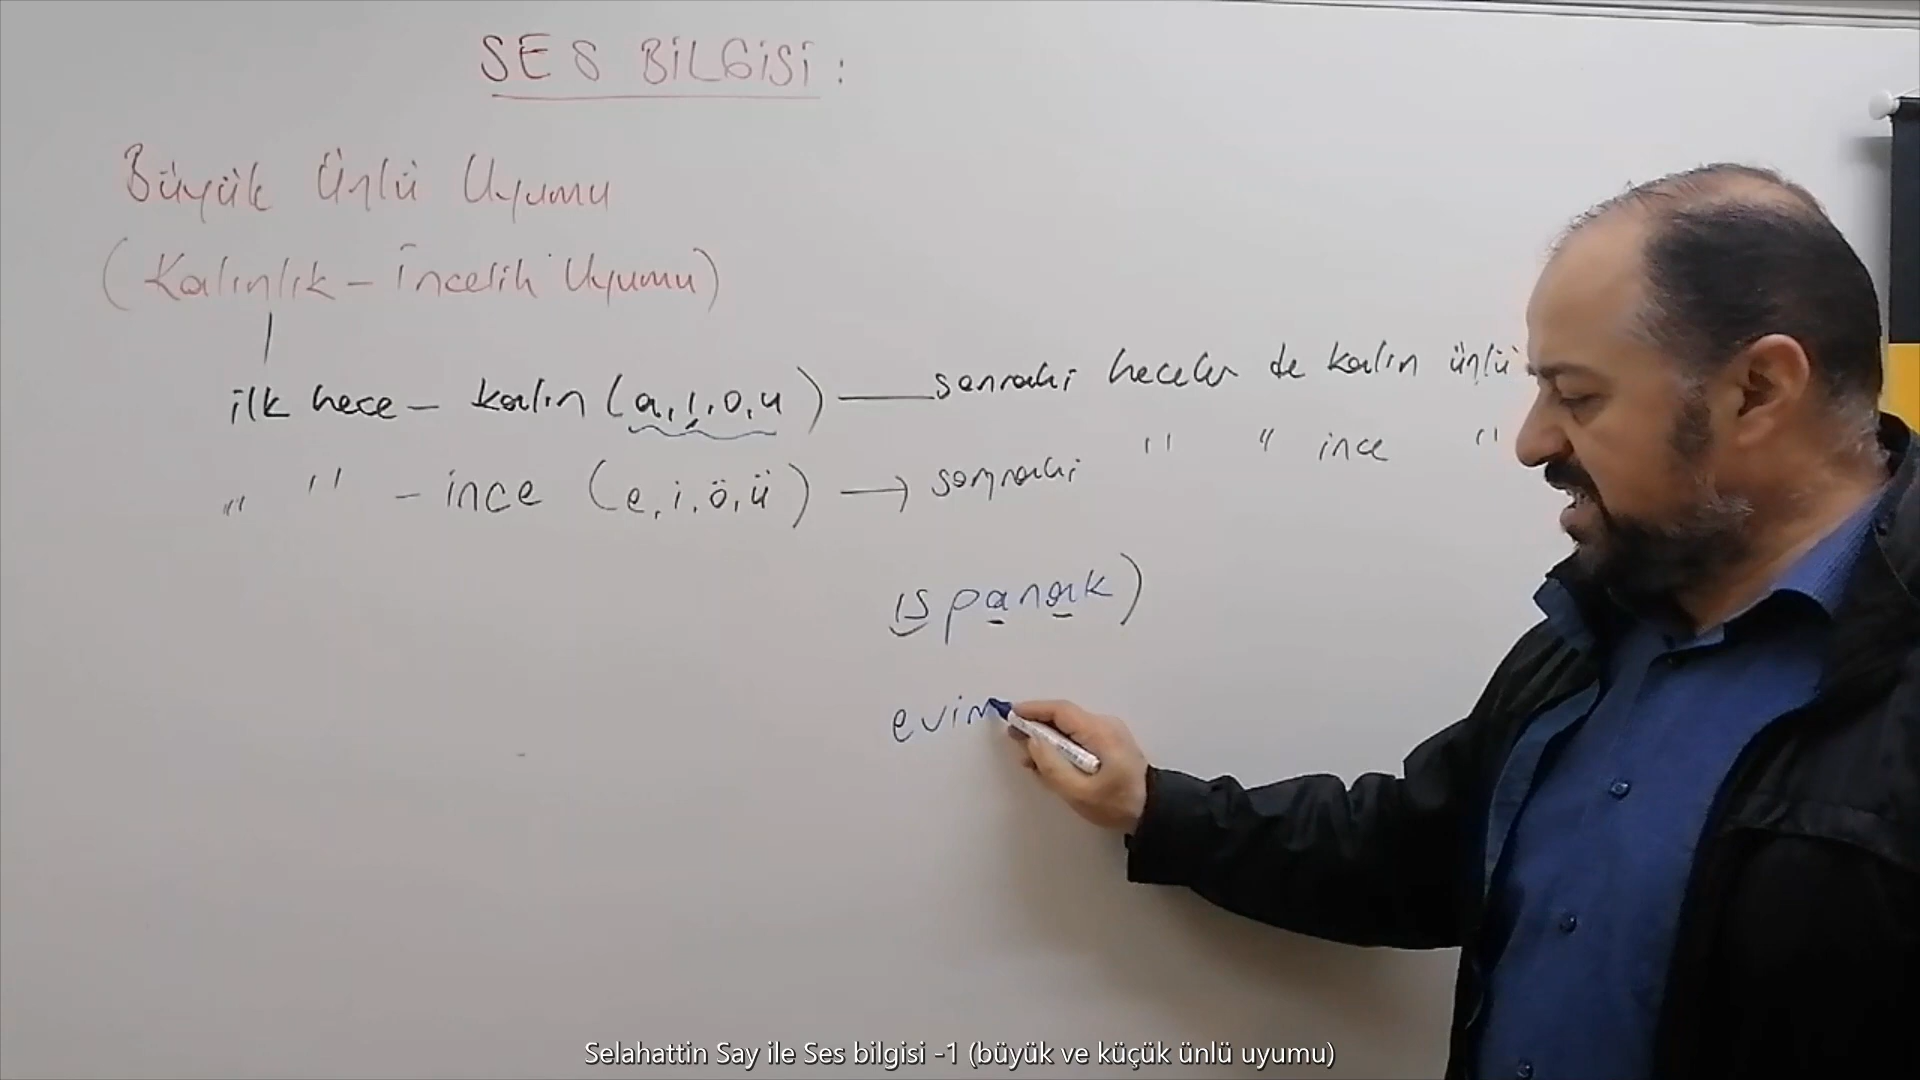 SES BİLGİSİ :
Büyük Ünlü Uyumu
(Kalınlık - İncelik Uyumu)
ilk hece - kalın (a, ı, o, u) — sonraki heceler de kalın ünlü
" " - ince (e, i, ö, ü) → sonraki " " ince "
ıspanak)
evim
Selahattin Say ile Ses bilgisi -1 (büyük ve küçük ünlü uyumu)